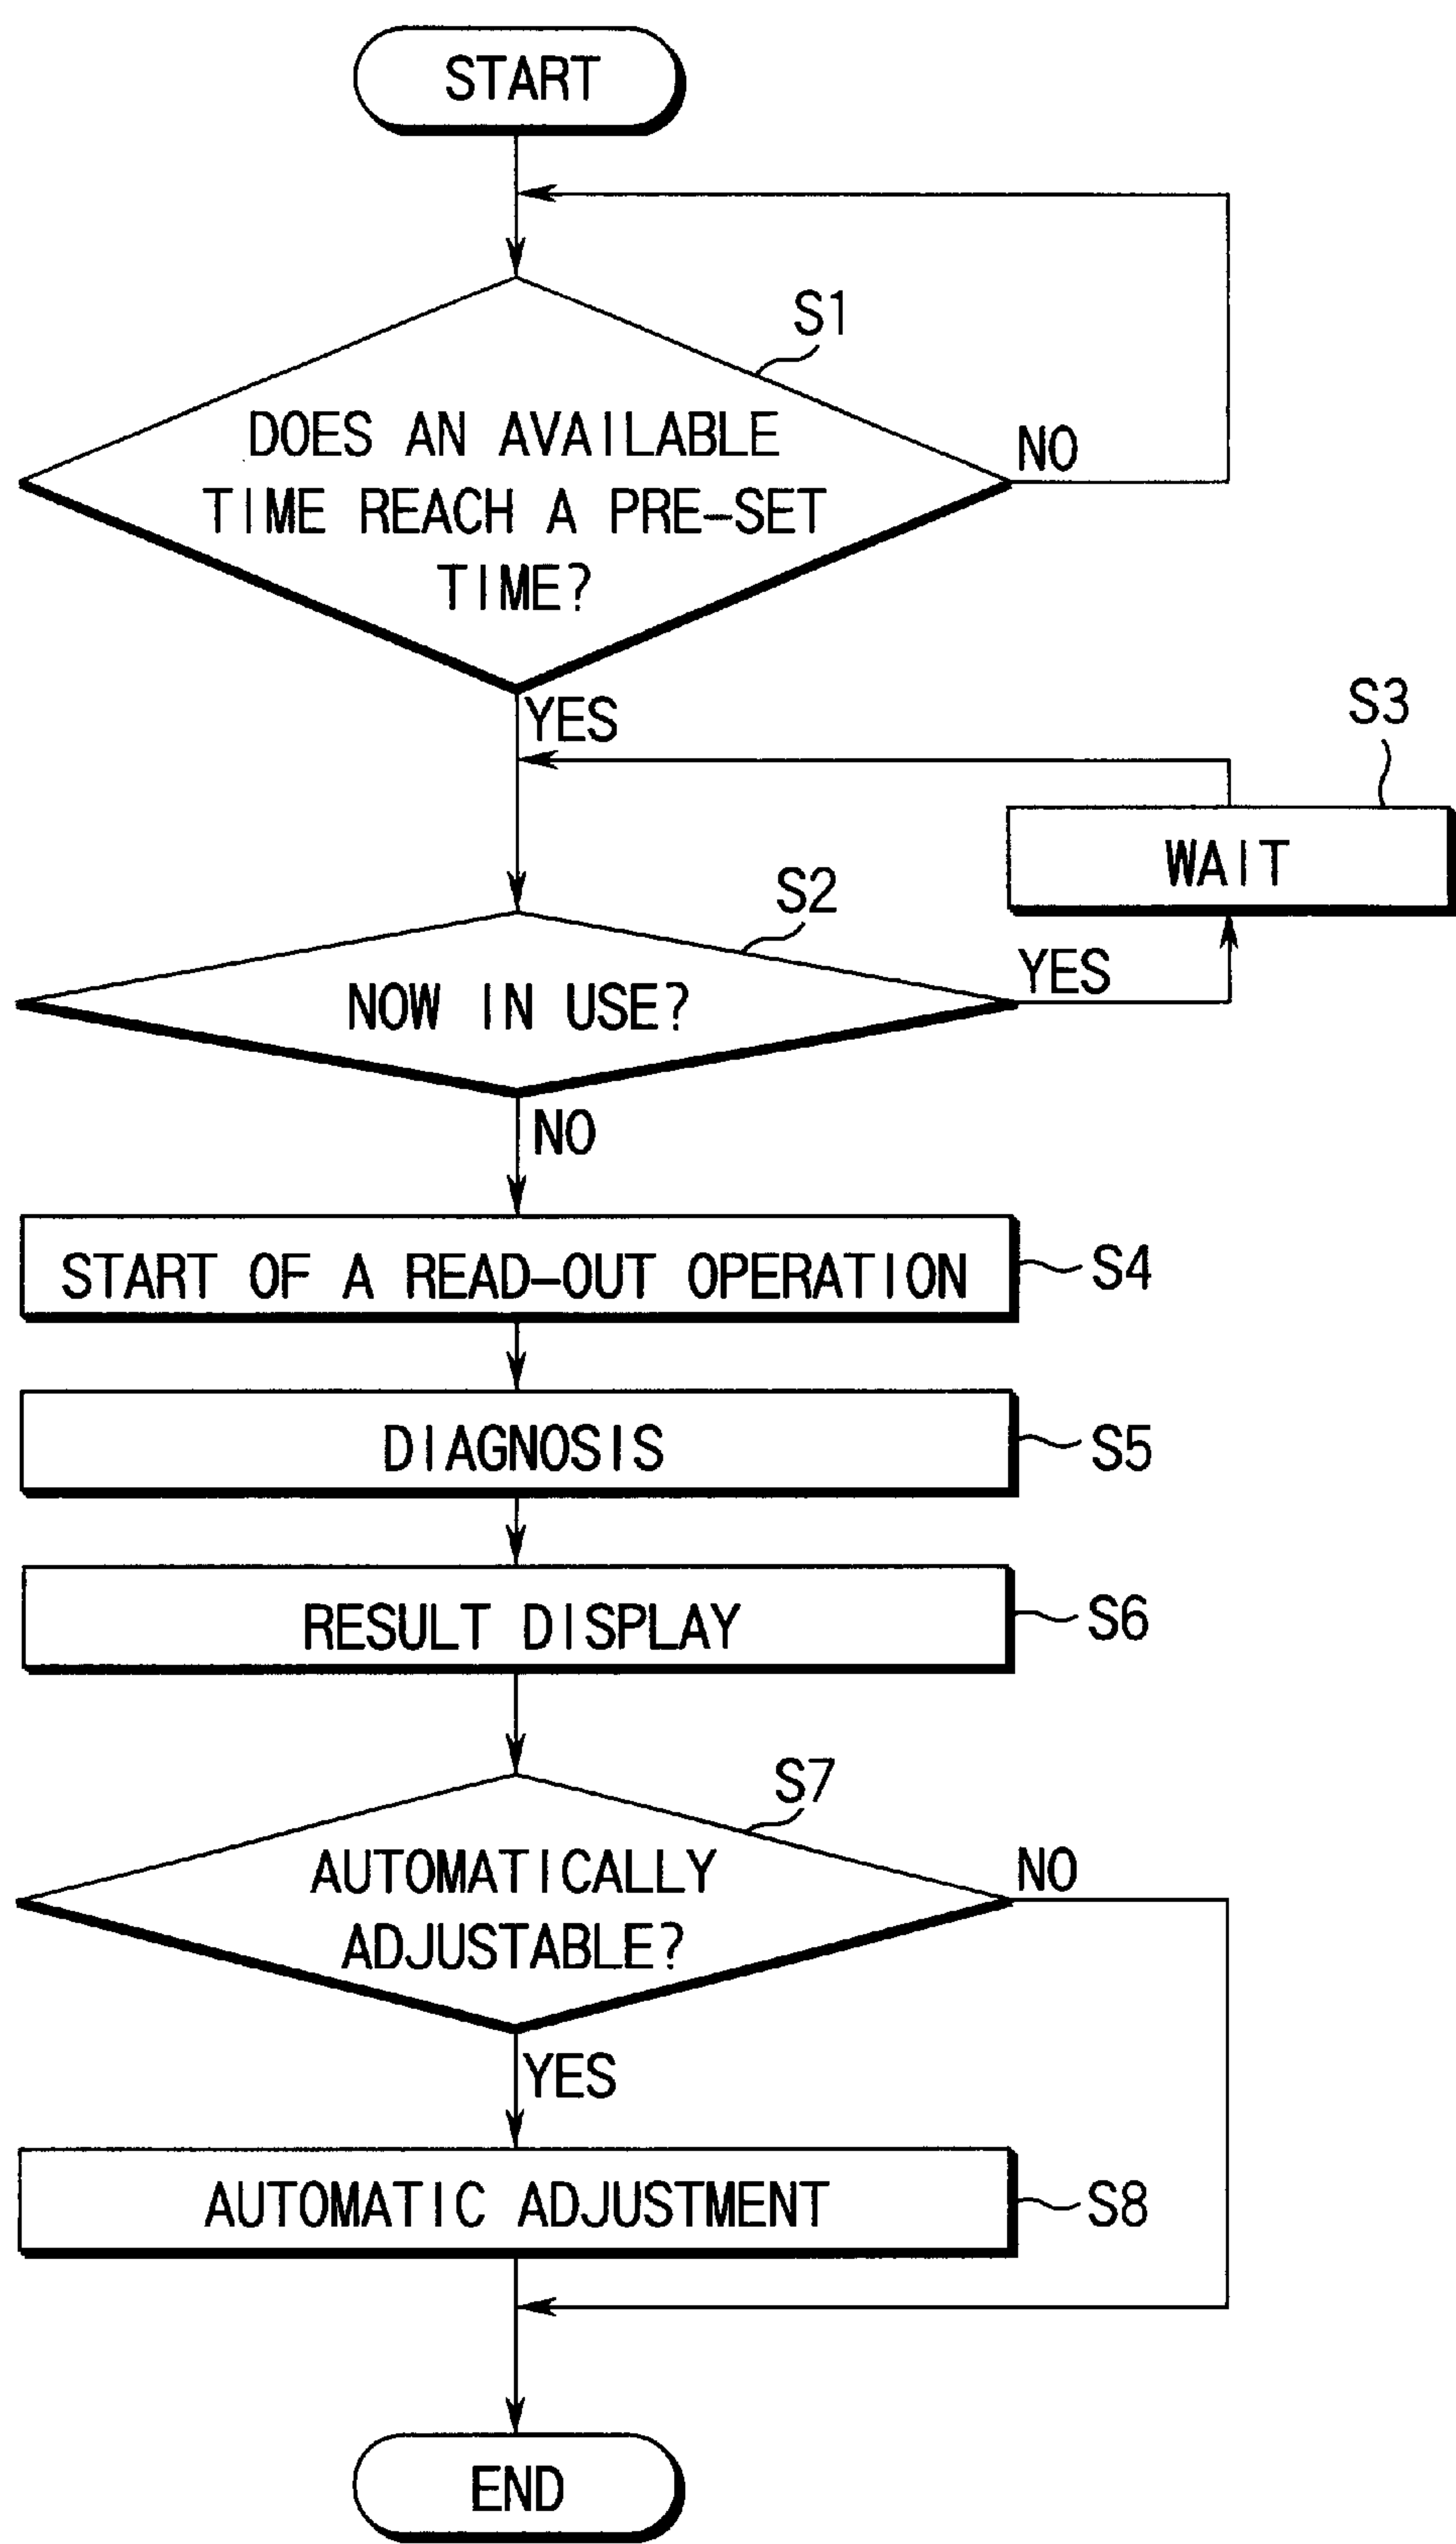 START
S1
DOES AN AVAILABLE
TIME REACH A PRE-SET
TIME?
NO
YES
S3
WAIT
S2
NOW IN USE?
YES
NO
START OF A READ-OUT OPERATION
S4
DIAGNOSIS
S5
RESULT DISPLAY
S6
S7
AUTOMATICALLY
ADJUSTABLE?
NO
YES
AUTOMATIC ADJUSTMENT
S8
END